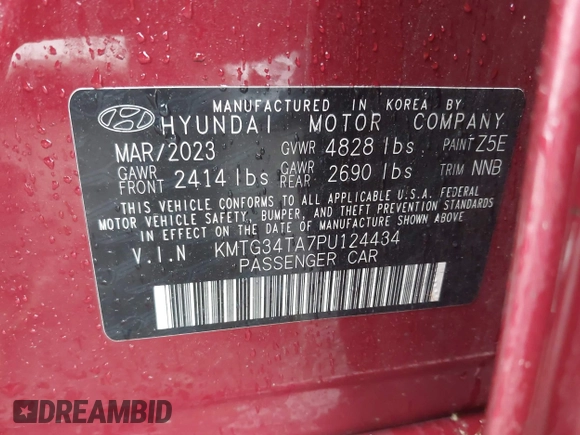 MANUFACTURED IN KOREA BY
HYUNDAI MOTOR COMPANY
MAR/2023 GVWR 4828 lbs PAINT Z5E
GAWR FRONT 2414 lbs GAWR REAR 2690 lbs TRIM NNB
THIS VEHICLE CONFORMS TO ALL APPLICABLE U.S.A. FEDERAL
MOTOR VEHICLE SAFETY, BUMPER, AND THEFT PREVENTION STANDARDS
IN EFFECT ON THE DATE OF MANUFACTURE SHOWN ABOVE
V.I.N KMTG34TA7PU124434
PASSENGER CAR
DREAMBID